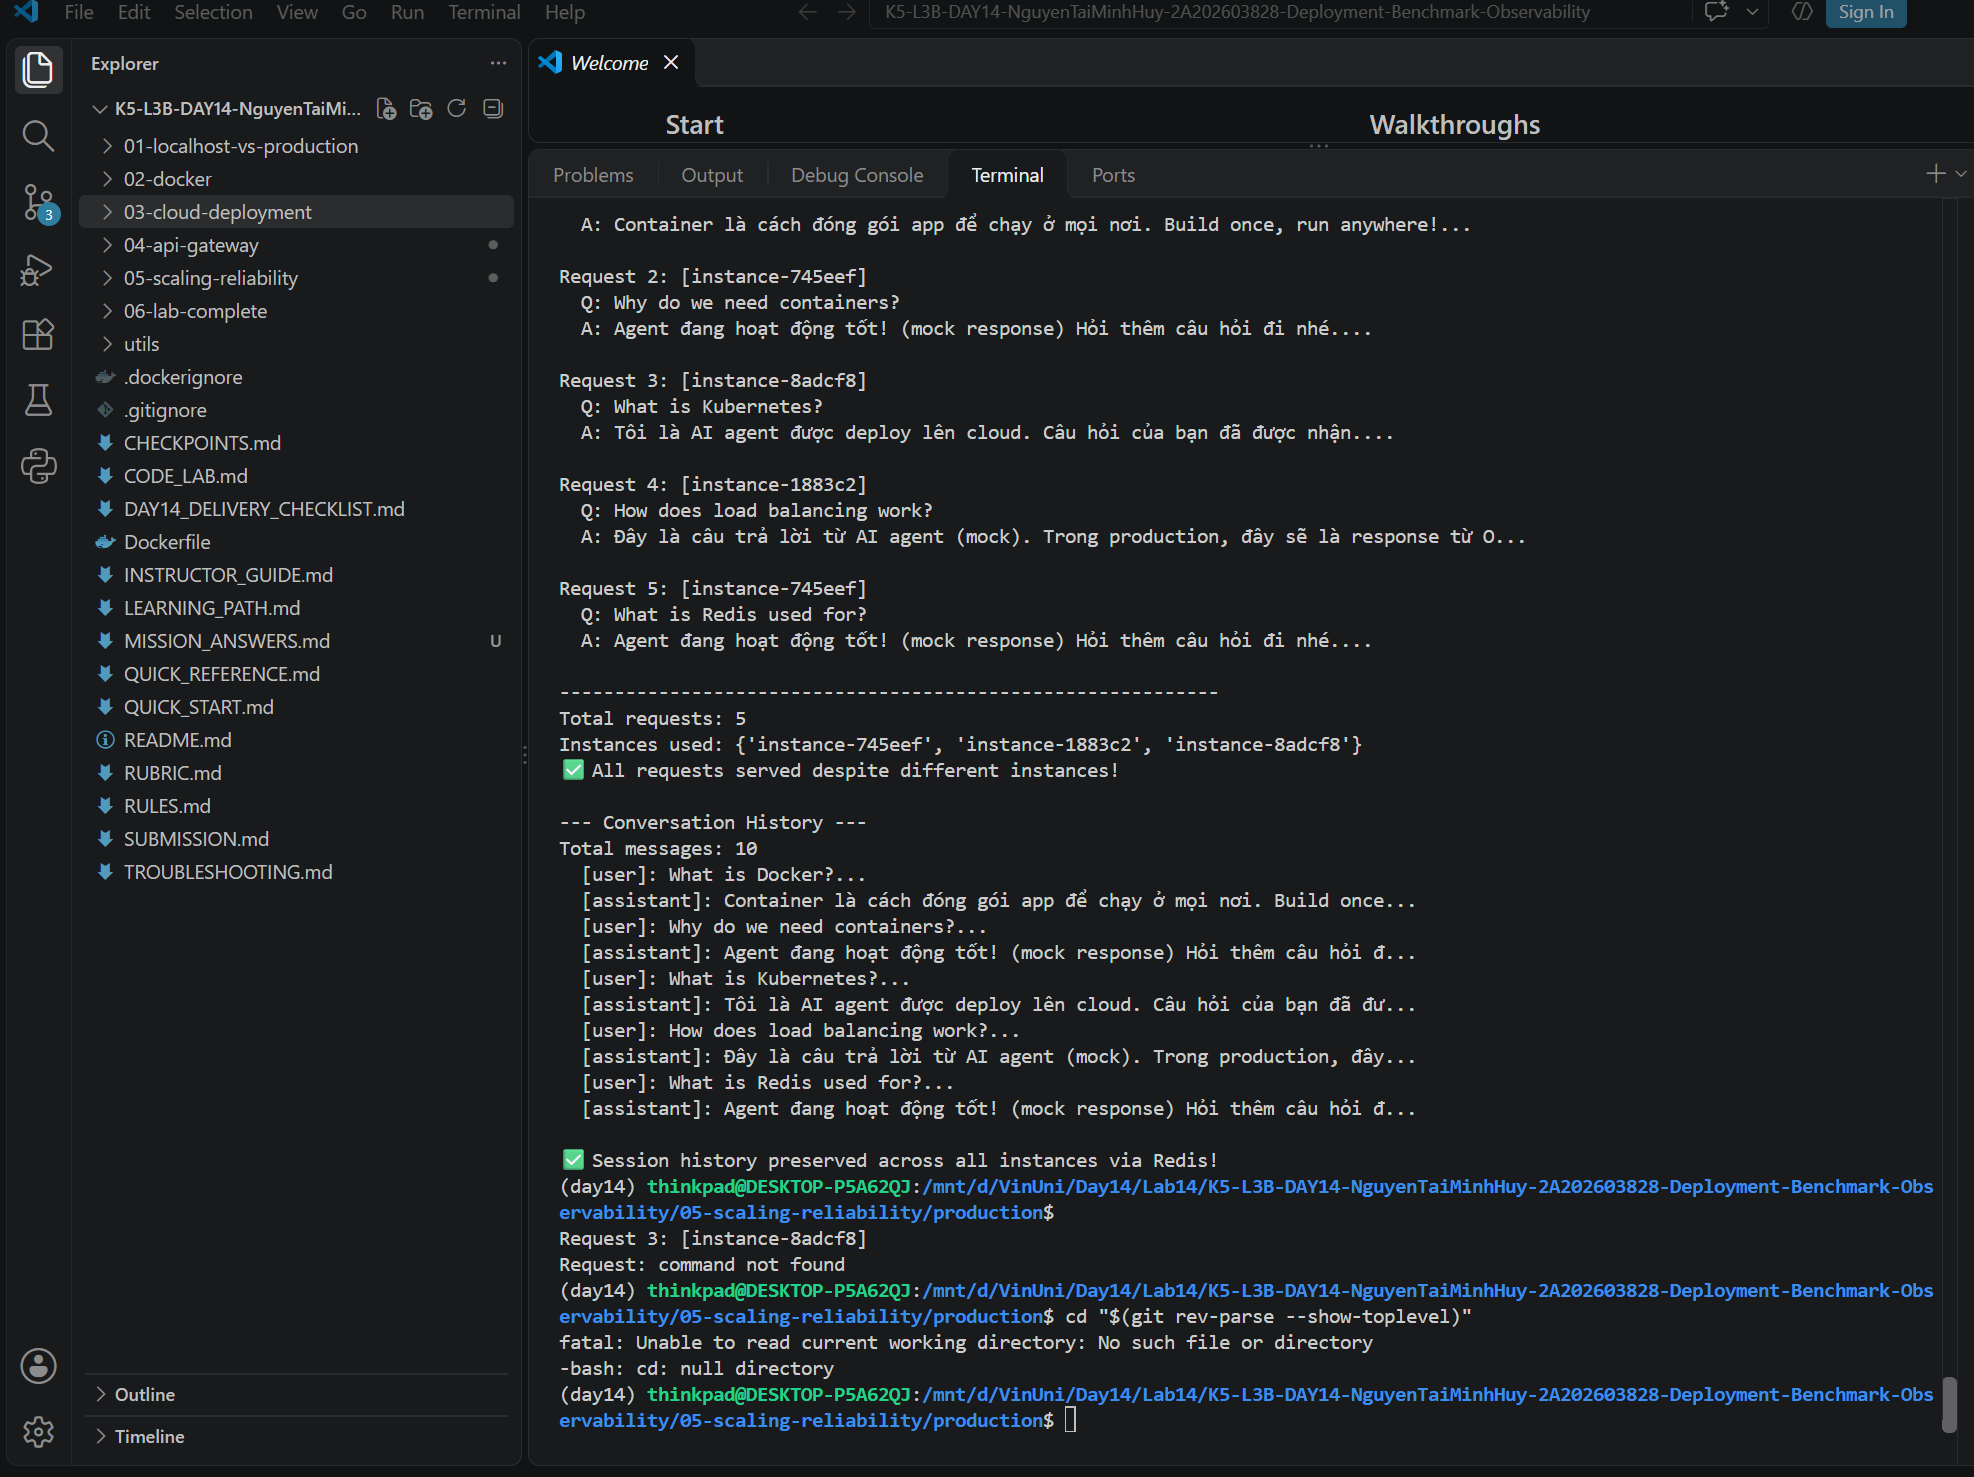 File Edit Selection View Go Run Terminal Help
K5-L3B-DAY14-NguyenTaiMinhHuy-2A202603828-Deployment-Benchmark-Observability
Sign In
Explorer
K5-L3B-DAY14-NguyenTaiMi...
01-localhost-vs-production
02-docker
03-cloud-deployment
04-api-gateway
05-scaling-reliability
06-lab-complete
utils
.dockerignore
.gitignore
CHECKPOINTS.md
CODE_LAB.md
DAY14_DELIVERY_CHECKLIST.md
Dockerfile
INSTRUCTOR_GUIDE.md
LEARNING_PATH.md
MISSION_ANSWERS.md U
QUICK_REFERENCE.md
QUICK_START.md
README.md
RUBRIC.md
RULES.md
SUBMISSION.md
TROUBLESHOOTING.md
Outline
Timeline
3
Welcome
Start
Walkthroughs
Problems Output Debug Console Terminal Ports
A: Container là cách đóng gói app để chạy ở mọi nơi. Build once, run anywhere!...
Request 2: [instance-745eef]
Q: Why do we need containers?
A: Agent đang hoạt động tốt! (mock response) Hỏi thêm câu hỏi đi nhé....
Request 3: [instance-8adcf8]
Q: What is Kubernetes?
A: Tôi là AI agent được deploy lên cloud. Câu hỏi của bạn đã được nhận....
Request 4: [instance-1883c2]
Q: How does load balancing work?
A: Đây là câu trả lời từ AI agent (mock). Trong production, đây sẽ là response từ O...
Request 5: [instance-745eef]
Q: What is Redis used for?
A: Agent đang hoạt động tốt! (mock response) Hỏi thêm câu hỏi đi nhé....
------------------------------------------------------------
Total requests: 5
Instances used: {'instance-745eef', 'instance-1883c2', 'instance-8adcf8'}
✅ All requests served despite different instances!
--- Conversation History ---
Total messages: 10
[user]: What is Docker?...
[assistant]: Container là cách đóng gói app để chạy ở mọi nơi. Build once...
[user]: Why do we need containers?...
[assistant]: Agent đang hoạt động tốt! (mock response) Hỏi thêm câu hỏi đ...
[user]: What is Kubernetes?...
[assistant]: Tôi là AI agent được deploy lên cloud. Câu hỏi của bạn đã đư...
[user]: How does load balancing work?...
[assistant]: Đây là câu trả lời từ AI agent (mock). Trong production, đây...
[user]: What is Redis used for?...
[assistant]: Agent đang hoạt động tốt! (mock response) Hỏi thêm câu hỏi đ...
✅ Session history preserved across all instances via Redis!
(day14) thinkpad@DESKTOP-P5A62QJ:/mnt/d/VinUni/Day14/Lab14/K5-L3B-DAY14-NguyenTaiMinhHuy-2A202603828-Deployment-Benchmark-Obs
ervability/05-scaling-reliability/production$
Request 3: [instance-8adcf8]
Request: command not found
(day14) thinkpad@DESKTOP-P5A62QJ:/mnt/d/VinUni/Day14/Lab14/K5-L3B-DAY14-NguyenTaiMinhHuy-2A202603828-Deployment-Benchmark-Obs
ervability/05-scaling-reliability/production$ cd "$(git rev-parse --show-toplevel)"
fatal: Unable to read current working directory: No such file or directory
-bash: cd: null directory
(day14) thinkpad@DESKTOP-P5A62QJ:/mnt/d/VinUni/Day14/Lab14/K5-L3B-DAY14-NguyenTaiMinhHuy-2A202603828-Deployment-Benchmark-Obs
ervability/05-scaling-reliability/production$